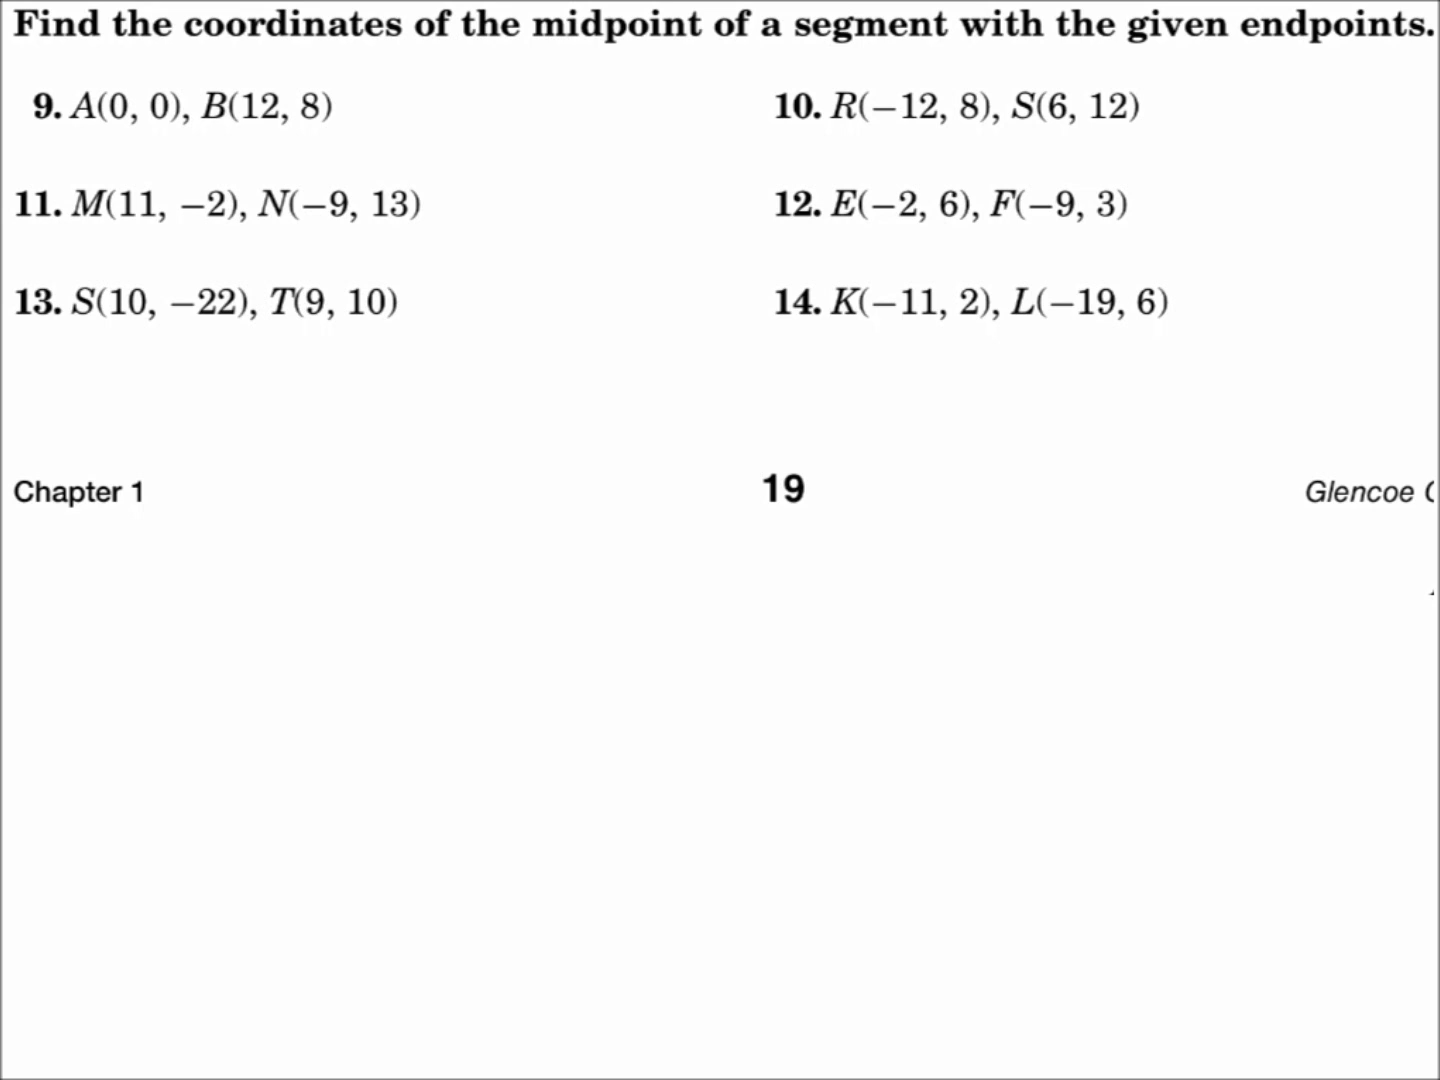 Find the coordinates of the midpoint of a segment with the given endpoints.
9. A(0, 0), B(12, 8)
10. R(−12, 8), S(6, 12)
11. M(11, −2), N(−9, 13)
12. E(−2, 6), F(−9, 3)
13. S(10, −22), T(9, 10)
14. K(−11, 2), L(−19, 6)
Chapter 1
19
Glencoe